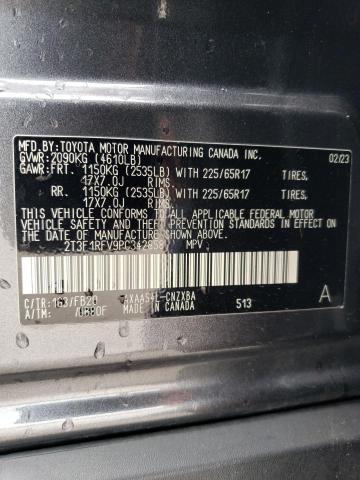 MFD.BY:TOYOTA MOTOR MANUFACTURING CANADA INC.
GVWR:2090KG (4610LB) 02/23
GAWR:FRT. 1150KG (2535LB) WITH 225/65R17 TIRES,
17X7.0J RIMS,
RR. 1150KG (2535LB) WITH 225/65R17 TIRES,
17X7.0J RIMS,
THIS VEHICLE CONFORMS TO ALL APPLICABLE FEDERAL MOTOR
VEHICLE SAFETY AND THEFT PREVENTION STANDARDS IN
EFFECT ON THE DATE OF MANUFACTURE SHOWN ABOVE.
MPV
C/TR: A
A/TM: MADE IN CANADA 513